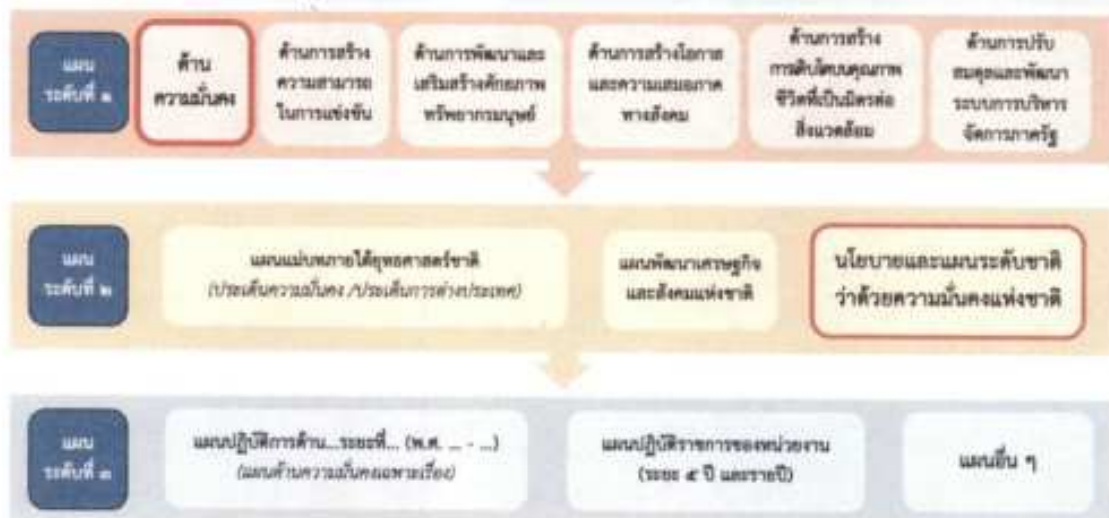 แผน
ระดับที่ ๑
ด้าน
ความมั่นคง
ด้านการสร้าง
ความสามารถ
ในการแข่งขัน
ด้านการพัฒนาและ
เสริมสร้างศักยภาพ
ทรัพยากรมนุษย์
ด้านการสร้างโอกาส
และความเสมอภาค
ทางสังคม
ด้านการสร้าง
การเติบโตบนคุณภาพ
ชีวิตที่เป็นมิตรต่อ
สิ่งแวดล้อม
ด้านการปรับ
สมดุลและพัฒนา
ระบบการบริหาร
จัดการภาครัฐ
แผน
ระดับที่ ๒
แผนแม่บทภายใต้ยุทธศาสตร์ชาติ
(ประเด็นความมั่นคง /ประเด็นการต่างประเทศ)
แผนพัฒนาเศรษฐกิจ
และสังคมแห่งชาติ
นโยบายและแผนระดับชาติ
ว่าด้วยความมั่นคงแห่งชาติ
แผน
ระดับที่ ๓
แผนปฏิบัติการด้าน...ระยะที่... (พ.ศ. ... - ...)
(แผนด้านความมั่นคงเฉพาะเรื่อง)
แผนปฏิบัติราชการของหน่วยงาน
(ระยะ ๕ ปี และรายปี)
แผนอื่น ๆ